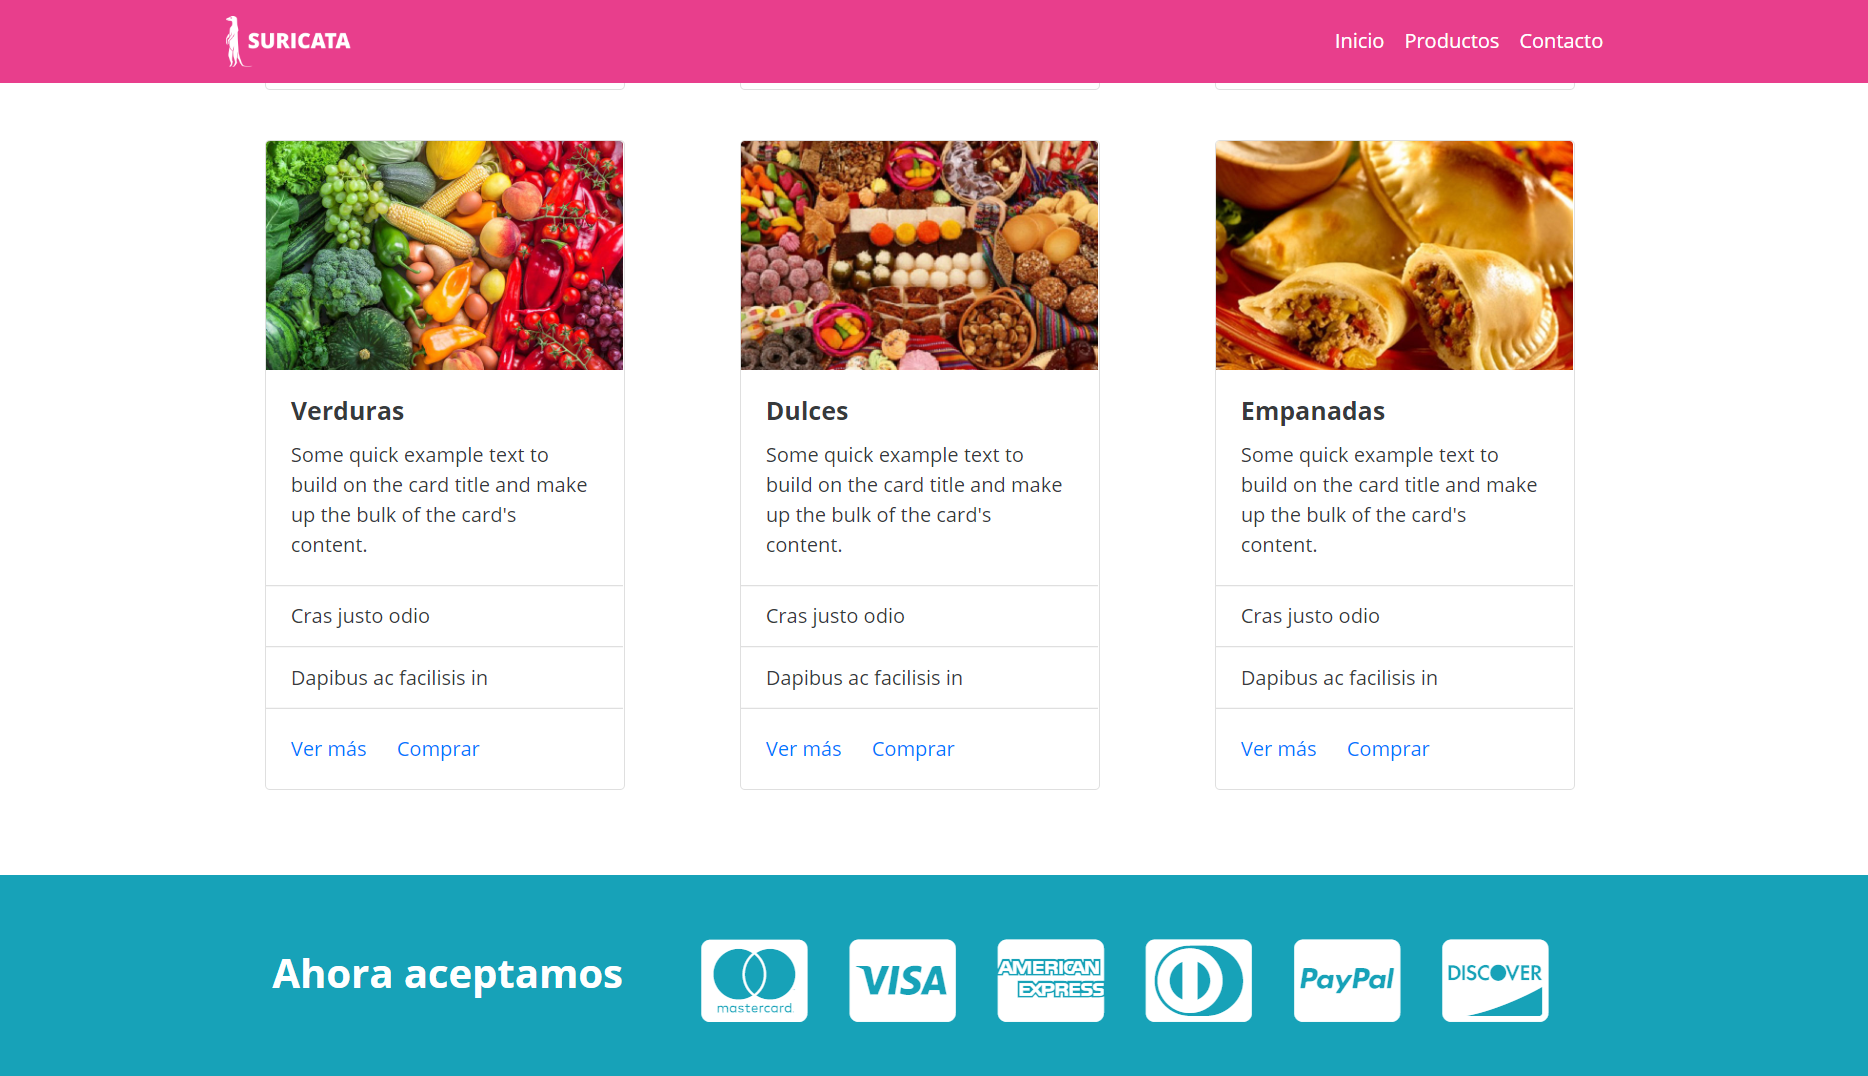 SURICATA
Inicio Productos Contacto
Verduras
Some quick example text to
build on the card title and make
up the bulk of the card's
content.
Cras justo odio
Dapibus ac facilisis in
Ver más Comprar
Dulces
Some quick example text to
build on the card title and make
up the bulk of the card's
content.
Cras justo odio
Dapibus ac facilisis in
Ver más Comprar
Empanadas
Some quick example text to
build on the card title and make
up the bulk of the card's
content.
Cras justo odio
Dapibus ac facilisis in
Ver más Comprar
Ahora aceptamos
mastercard
VISA
AMERICAN
EXPRESS
PayPal
DISCOVER